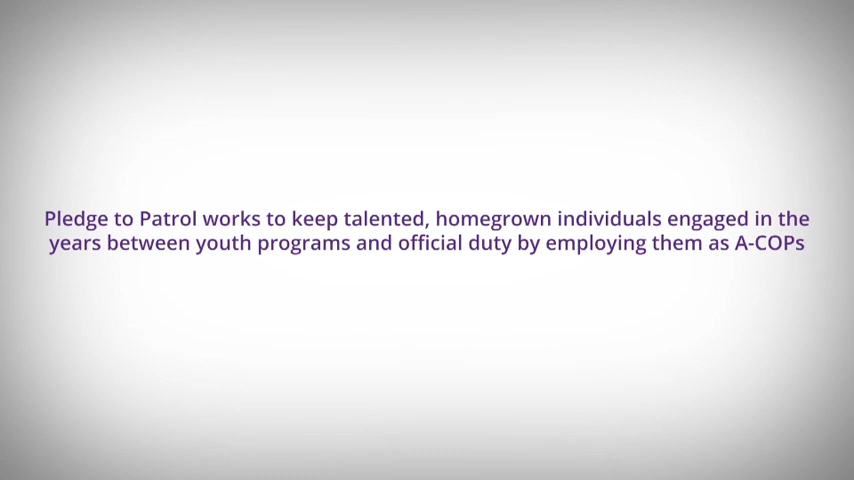 Pledge to Patrol works to keep talented, homegrown individuals engaged in the
years between youth programs and official duty by employing them as A-COPs